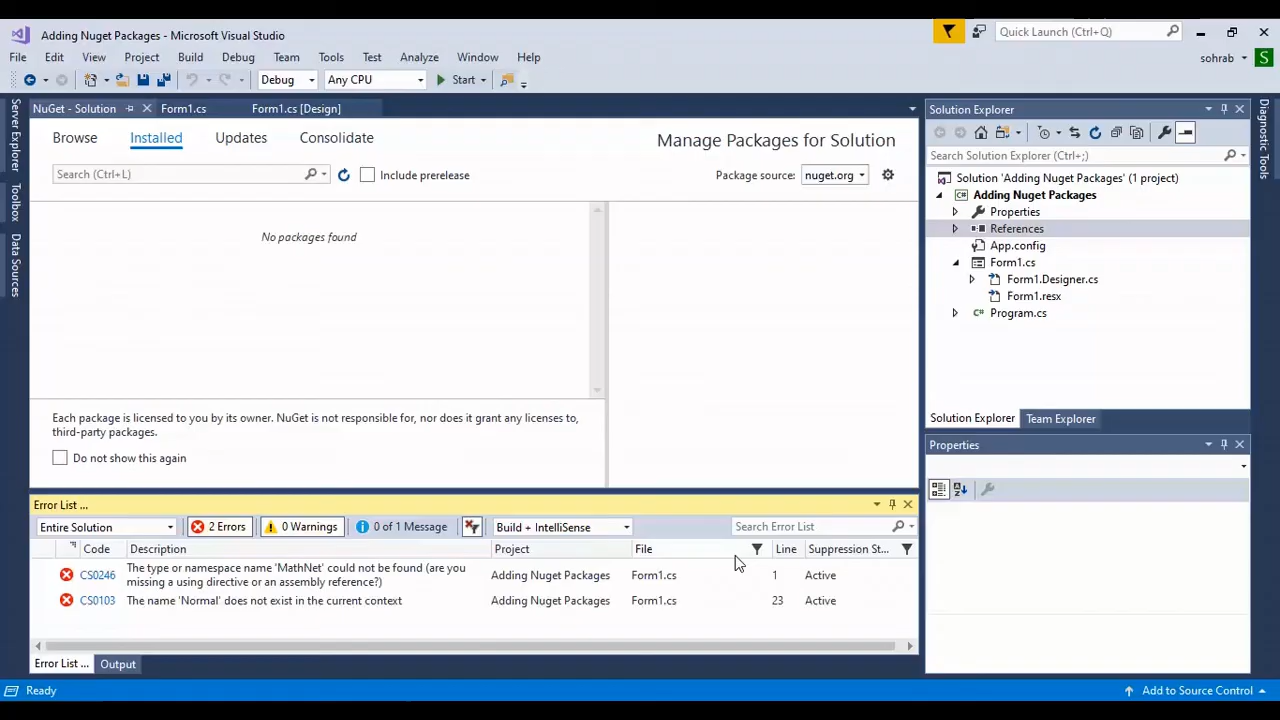 Adding Nuget Packages - Microsoft Visual Studio
Quick Launch (Ctrl+Q)
File Edit View Project Build Debug Team Tools Test Analyze Window Help
sohrab S
Debug Any CPU Start
NuGet - Solution Form1.cs Form1.cs [Design]
Server Explorer
Toolbox
Data Sources
Browse Installed Updates Consolidate
Manage Packages for Solution
Search (Ctrl+L)
Include prerelease
Package source: nuget.org
No packages found
Each package is licensed to you by its owner. NuGet is not responsible for, nor does it grant any licenses to,
third-party packages.
Do not show this again
Error List ...
Entire Solution 2 Errors 0 Warnings 0 of 1 Message Build + IntelliSense Search Error List
Code Description Project File Line Suppression St...
CS0246 The type or namespace name 'MathNet' could not be found (are you
missing a using directive or an assembly reference?) Adding Nuget Packages Form1.cs 1 Active
CS0103 The name 'Normal' does not exist in the current context Adding Nuget Packages Form1.cs 23 Active
Error List ... Output
Solution Explorer
Search Solution Explorer (Ctrl+;)
Solution 'Adding Nuget Packages' (1 project)
C# Adding Nuget Packages
Properties
References
App.config
Form1.cs
Form1.Designer.cs
Form1.resx
C# Program.cs
Solution Explorer Team Explorer
Properties
Diagnostic Tools
Ready
Add to Source Control